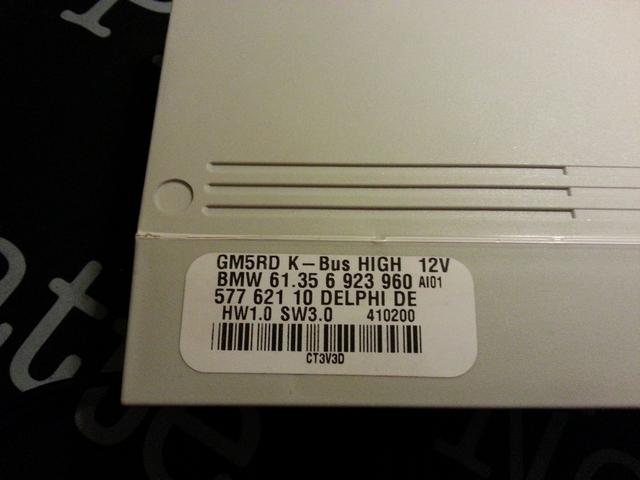 GM5RD K-Bus HIGH 12V
BMW 61.35 6 923 960 AI01
577 621 10 DELPHI DE
HW1.0 SW3.0 410200
CT3V3D